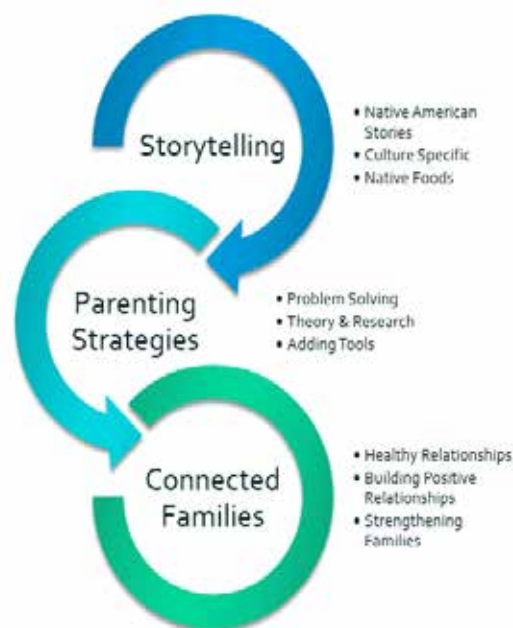 Storytelling
• Native American
Stories
• Culture Specific
• Native Foods
Parenting
Strategies
• Problem Solving
• Theory & Research
• Adding Tools
Connected
Families
• Healthy Relationships
• Building Positive
Relationships
• Strengthening
Families